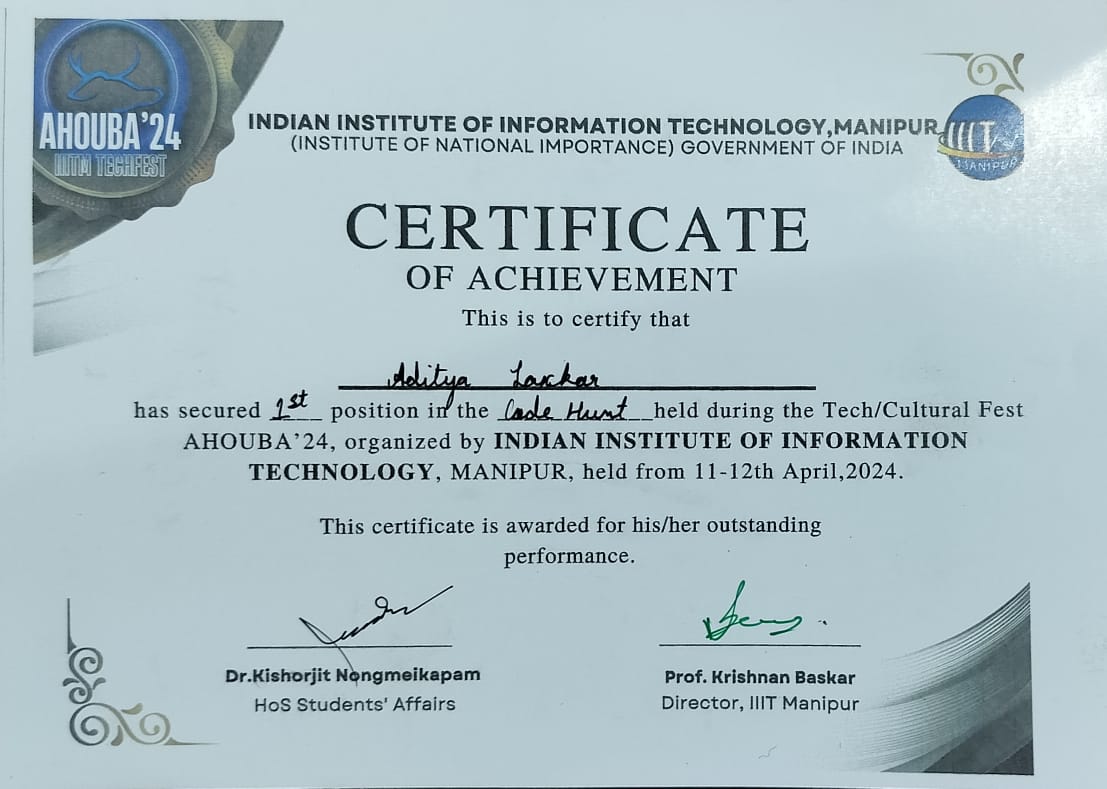 AHOUBA'24
IIITM TECHFEST
INDIAN INSTITUTE OF INFORMATION TECHNOLOGY,MANIPUR
(INSTITUTE OF NATIONAL IMPORTANCE) GOVERNMENT OF INDIA
IIIT
MANIPUR
CERTIFICATE
OF ACHIEVEMENT
This is to certify that
Aditya Laxkar
has secured 1st position in the Code Hunt held during the Tech/Cultural Fest
AHOUBA'24, organized by INDIAN INSTITUTE OF INFORMATION
TECHNOLOGY, MANIPUR, held from 11-12th April,2024.
This certificate is awarded for his/her outstanding
performance.
Dr.Kishorjit Nongmeikapam
HoS Students' Affairs
Prof. Krishnan Baskar
Director, IIIT Manipur